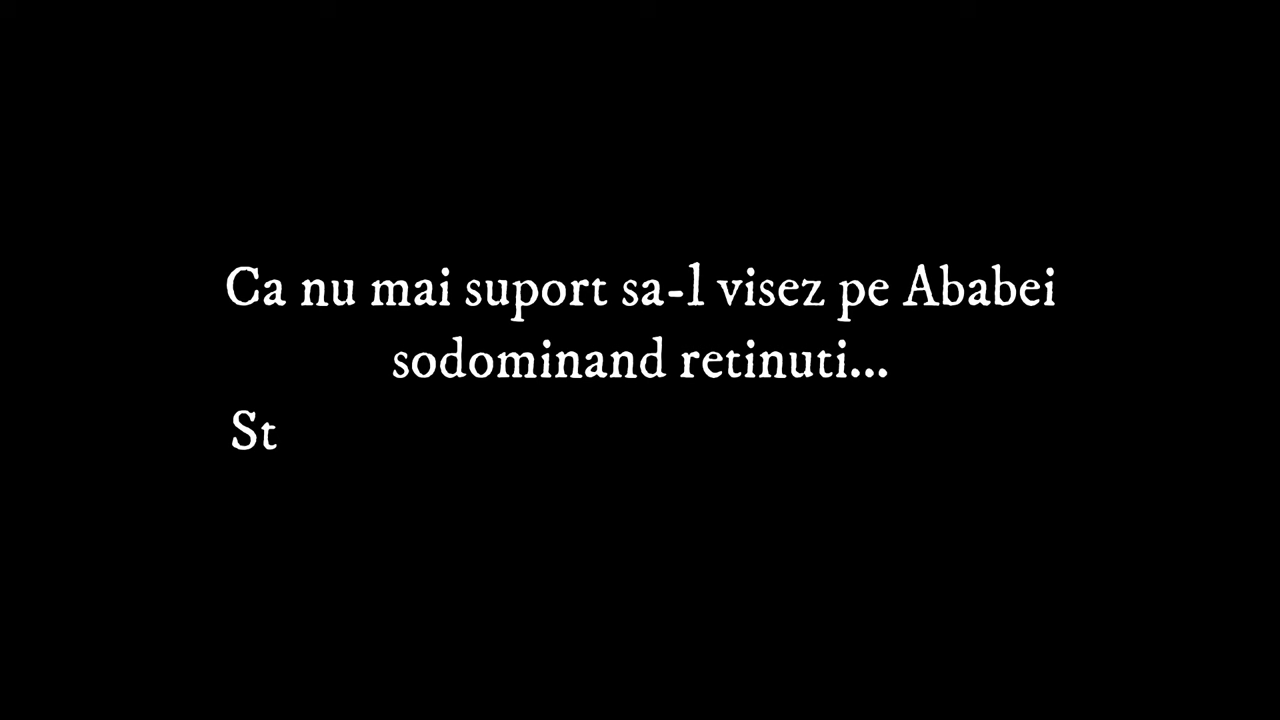 Ca nu mai suport sa-l visez pe Ababei
sodominand retinuti...
St